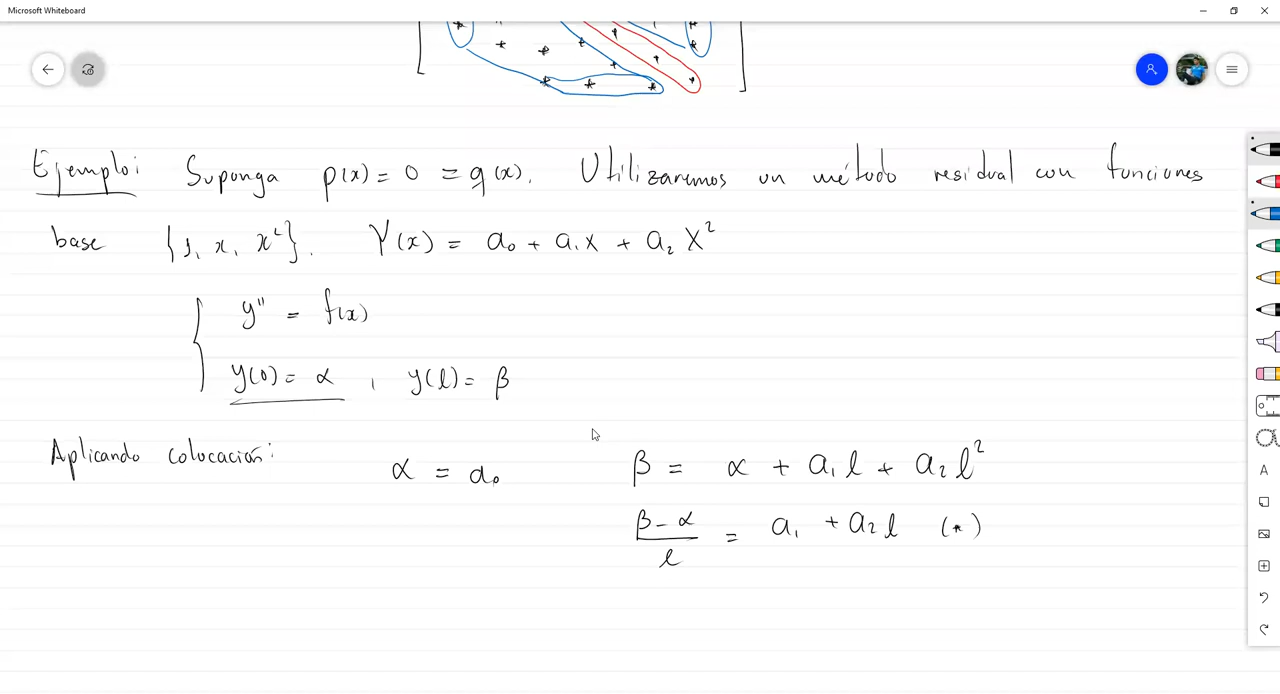 Microsoft Whiteboard
Ejemplo: Suponga p(x) = 0 = q(x). Utilizaremos un método residual con funciones
base {1, x, x²}. Y(x) = a₀ + a₁x + a₂x²
y'' = f(x)
y(0) = α , y(l) = β
Aplicando colocación: α = a₀ β = α + a₁l + a₂l²
(β - α)/l = a₁ + a₂l (*)